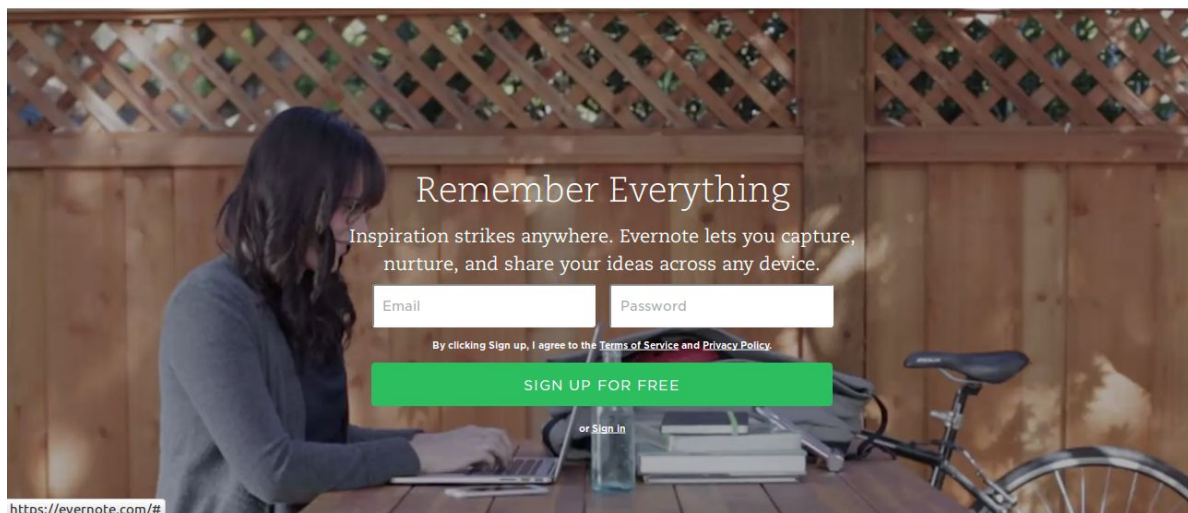 Remember Everything
Inspiration strikes anywhere. Evernote lets you capture,
nurture, and share your ideas across any device.
Email
Password
By clicking Sign up, I agree to the Terms of Service and Privacy Policy.
SIGN UP FOR FREE
or Sign in
https://evernote.com/#